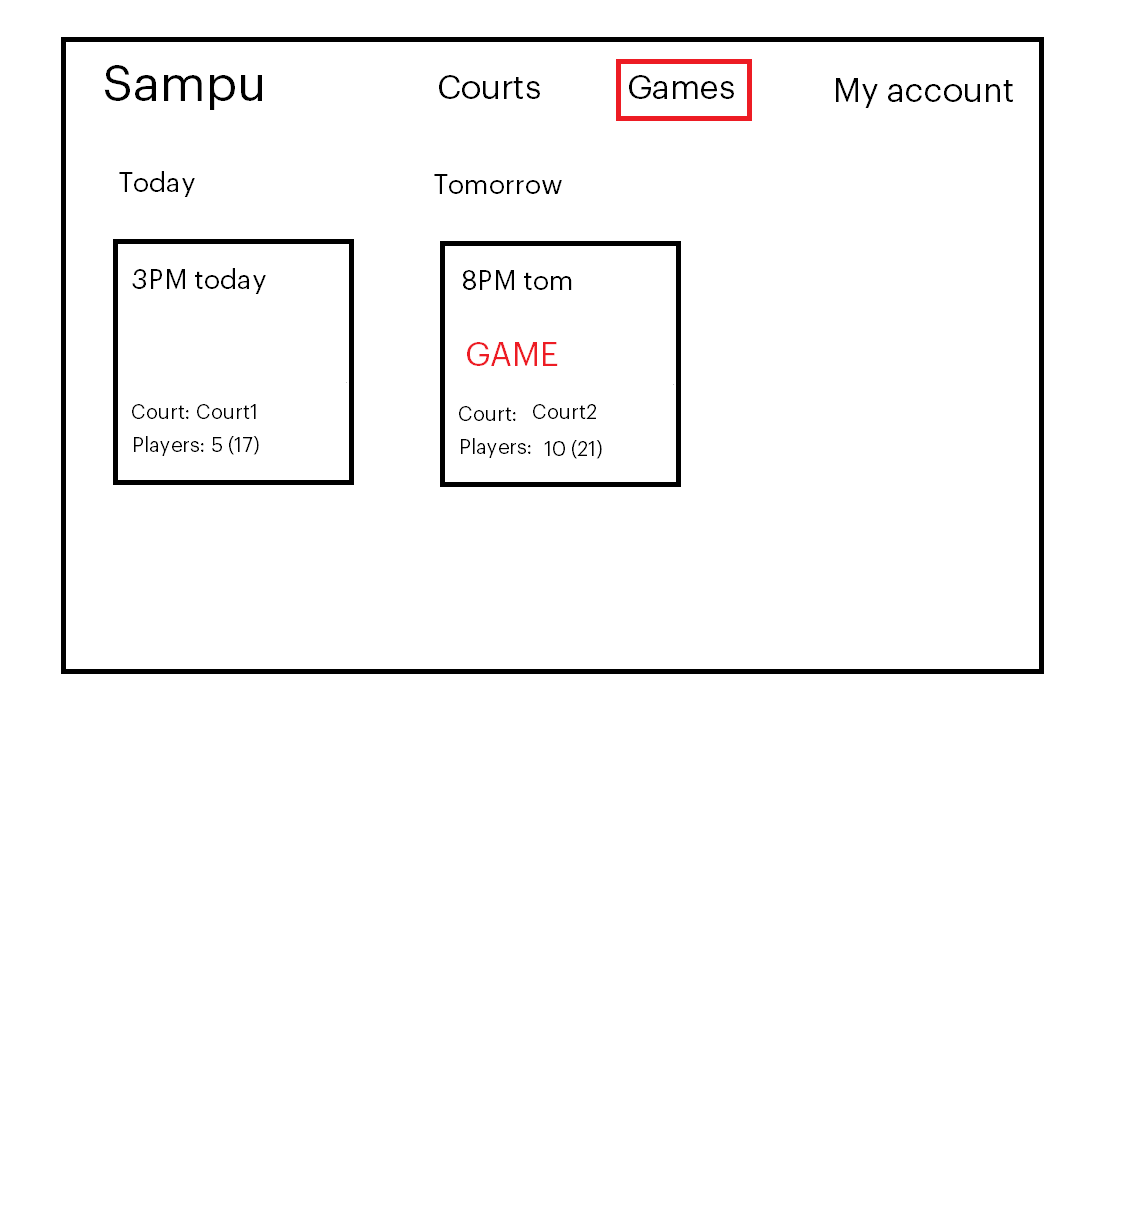 Sampu Courts Games My account
Today Tomorrow
3PM today
Court: Court1
Players: 5 (17)
8PM tom
GAME
Court: Court2
Players: 10 (21)